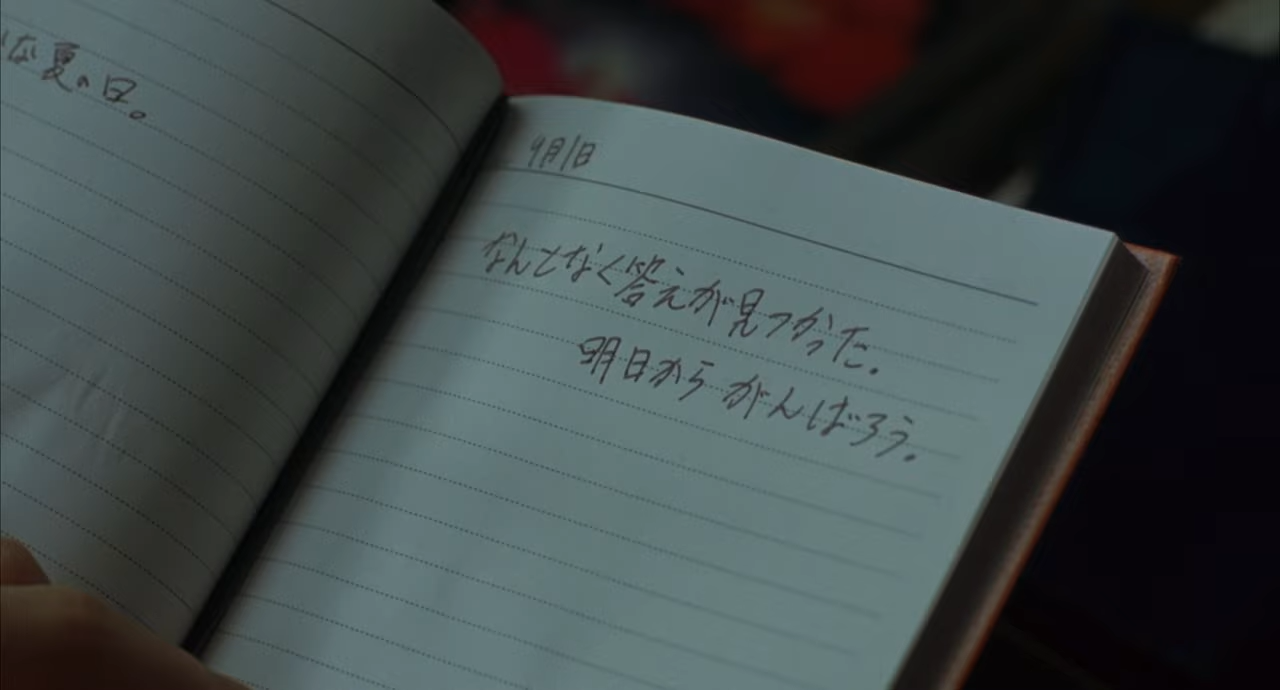 な夏の日。
9月1日
なんとなく答えが見つかった。
明日から がんばろう。